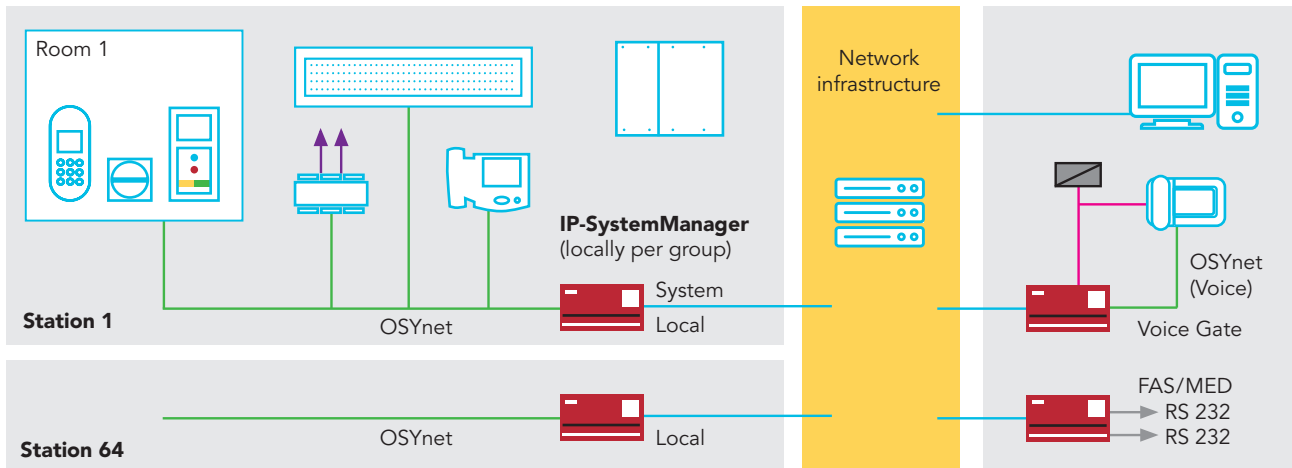 Room 1
IP-SystemManager
(locally per group)
System
Local
OSYnet
Station 1
OSYnet
Local
Station 64
Network
infrastructure
OSYnet
(Voice)
Voice Gate
FAS/MED
RS 232
RS 232